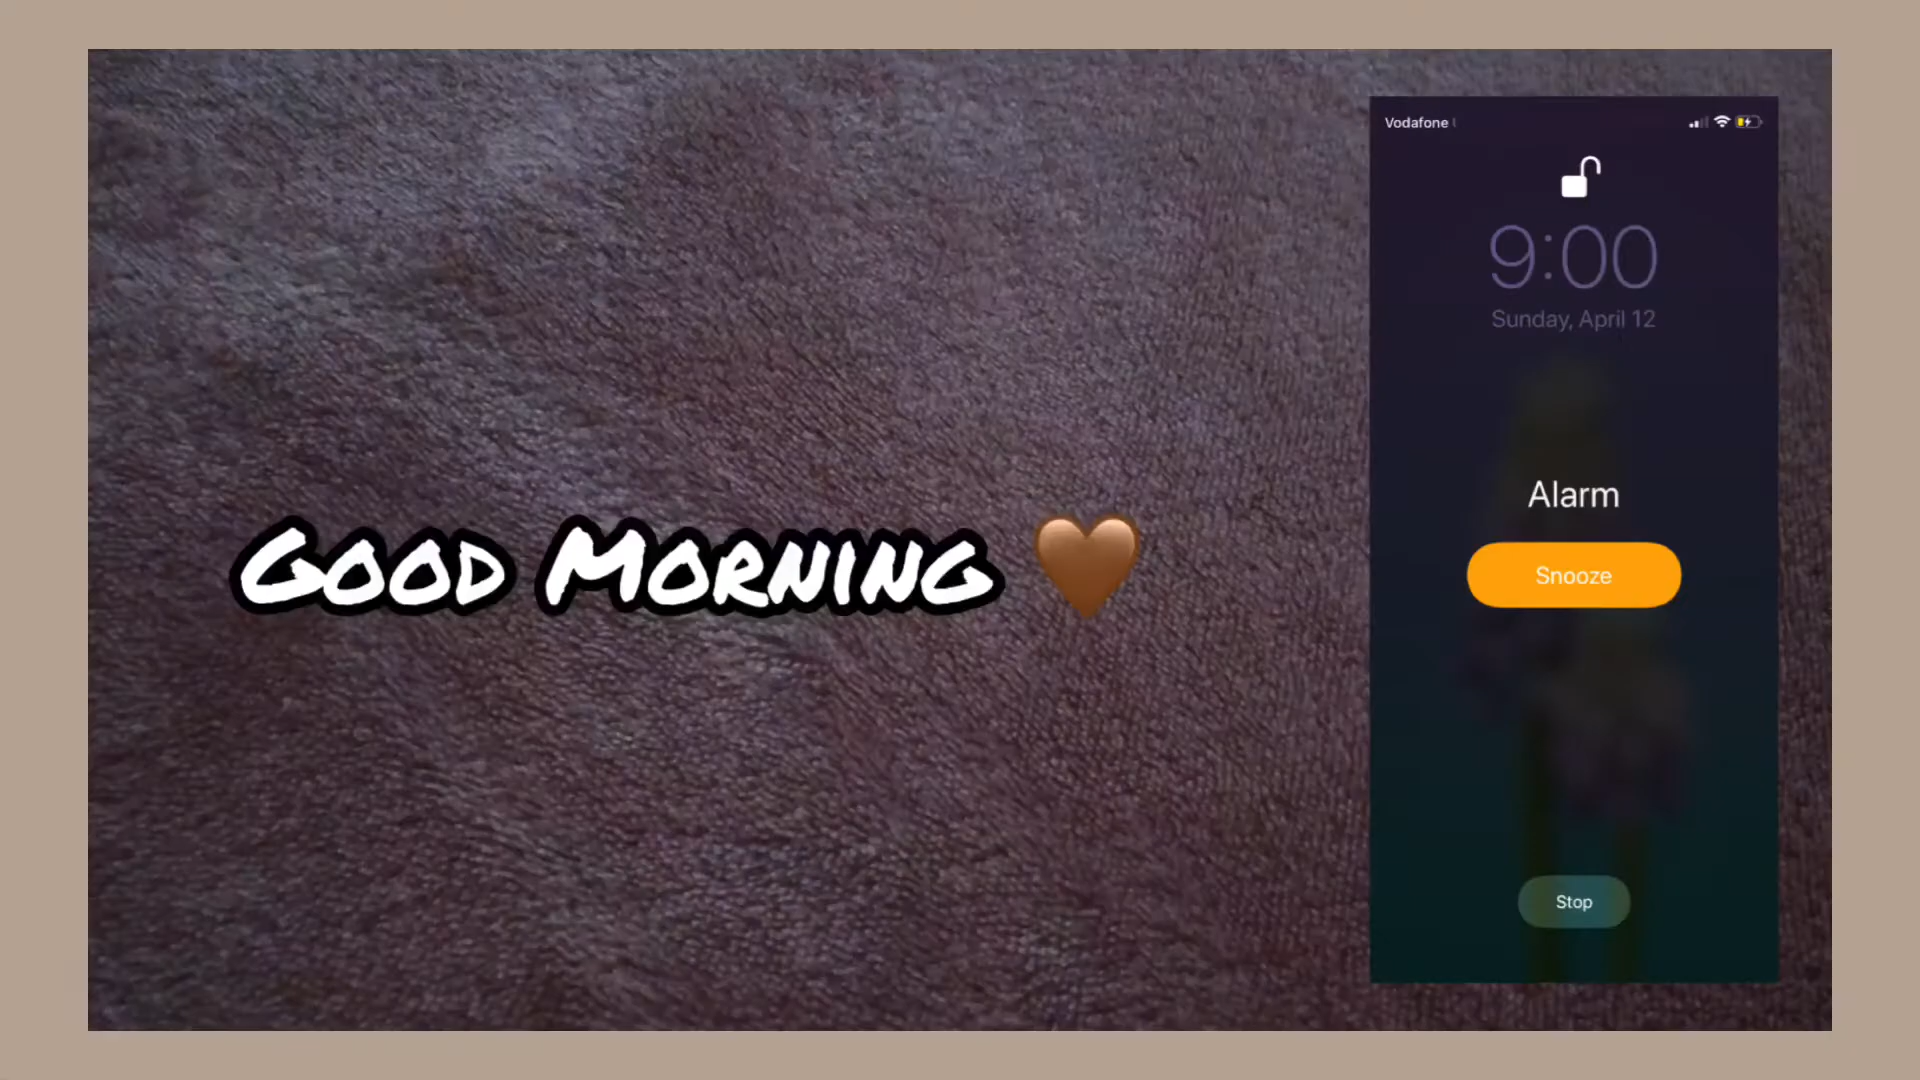 Good Morning 🤎
Vodafone
9:00
Sunday, April 12
Alarm
Snooze
Stop